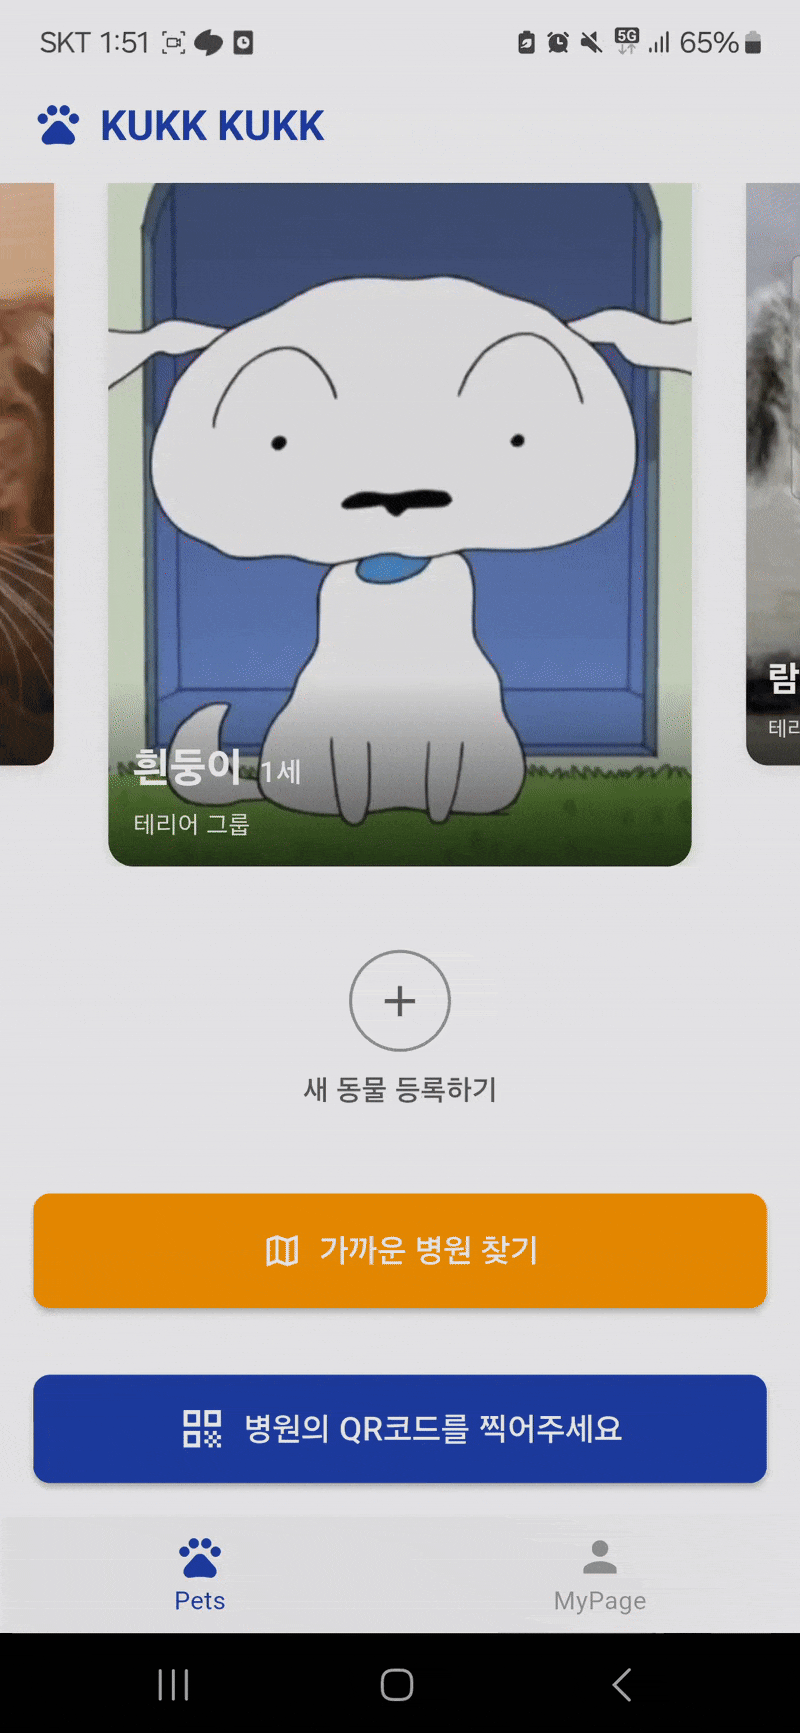 SKT 1:51 5G 65%
KUKK KUKK
흰둥이 1세
테리어 그룹
람
테리
새 동물 등록하기
가까운 병원 찾기
병원의 QR코드를 찍어주세요
Pets MyPage